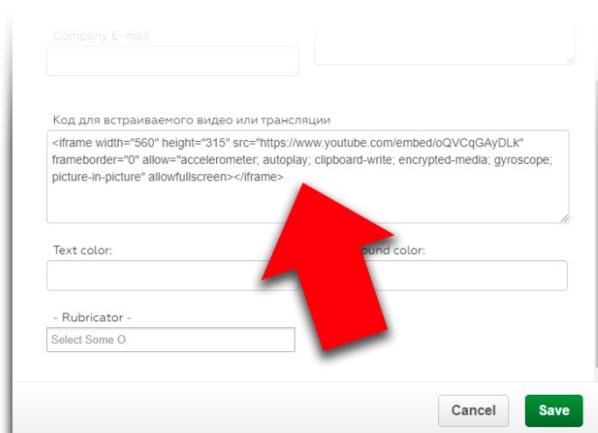 Company E-mail
Код для встраиваемого видео или трансляции
<iframe width="560" height="315" src="https://www.youtube.com/embed/oQVCqGAyDLk"
frameborder="0" allow="accelerometer; autoplay; clipboard-write; encrypted-media; gyroscope;
picture-in-picture" allowfullscreen></iframe>
Text color:
ound color:
- Rubricator -
Select Some O
Cancel
Save